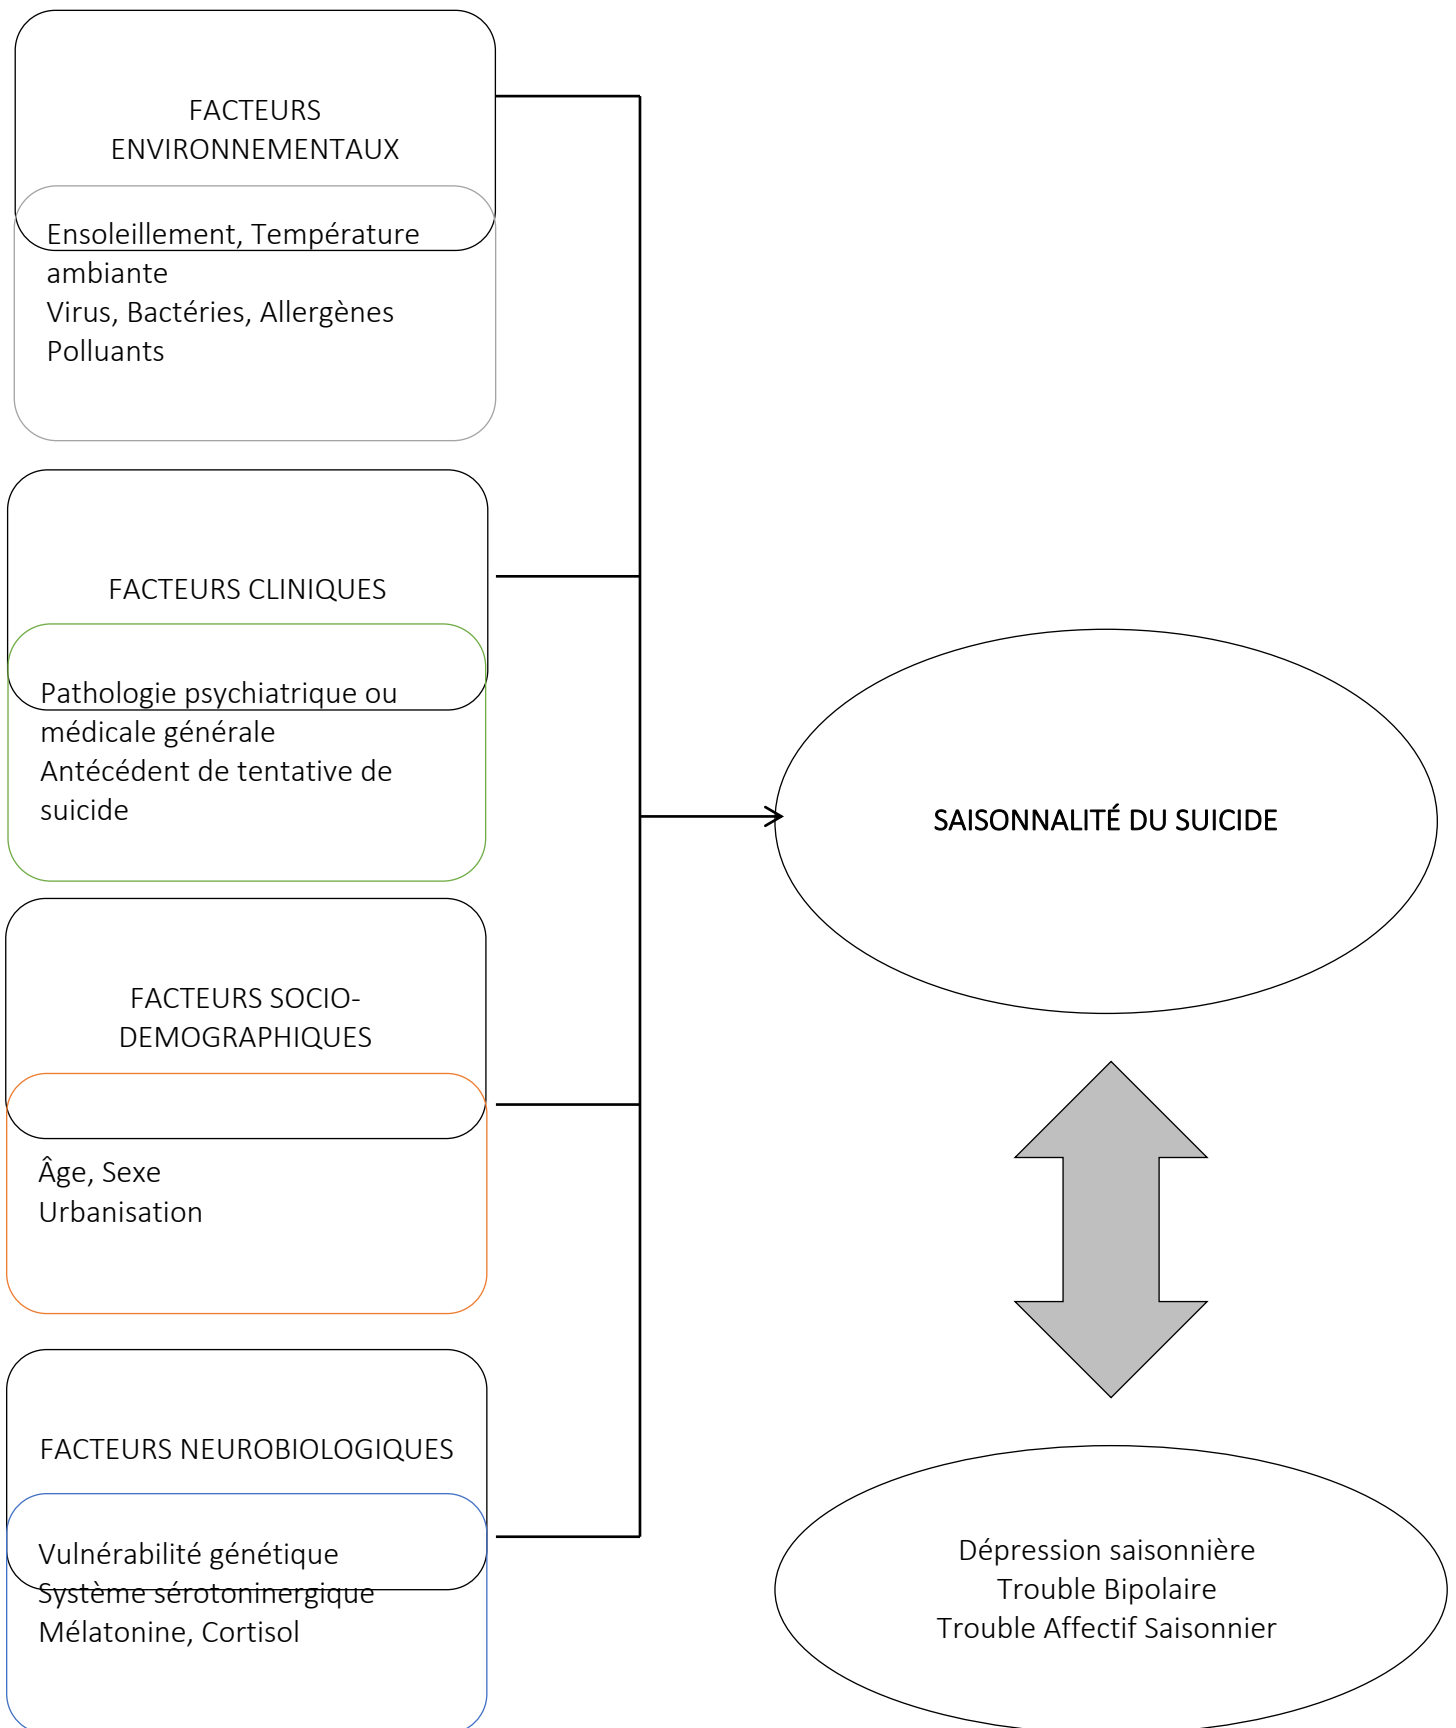 FACTEURS
ENVIRONNEMENTAUX
Ensoleillement, Température
ambiante
Virus, Bactéries, Allergènes
Polluants
FACTEURS CLINIQUES
Pathologie psychiatrique ou
médicale générale
Antécédent de tentative de
suicide
FACTEURS SOCIO-
DEMOGRAPHIQUES
Âge, Sexe
Urbanisation
FACTEURS NEUROBIOLOGIQUES
Vulnérabilité génétique
Système sérotoninergique
Mélatonine, Cortisol
SAISONNALITÉ DU SUICIDE
Dépression saisonnière
Trouble Bipolaire
Trouble Affectif Saisonnier